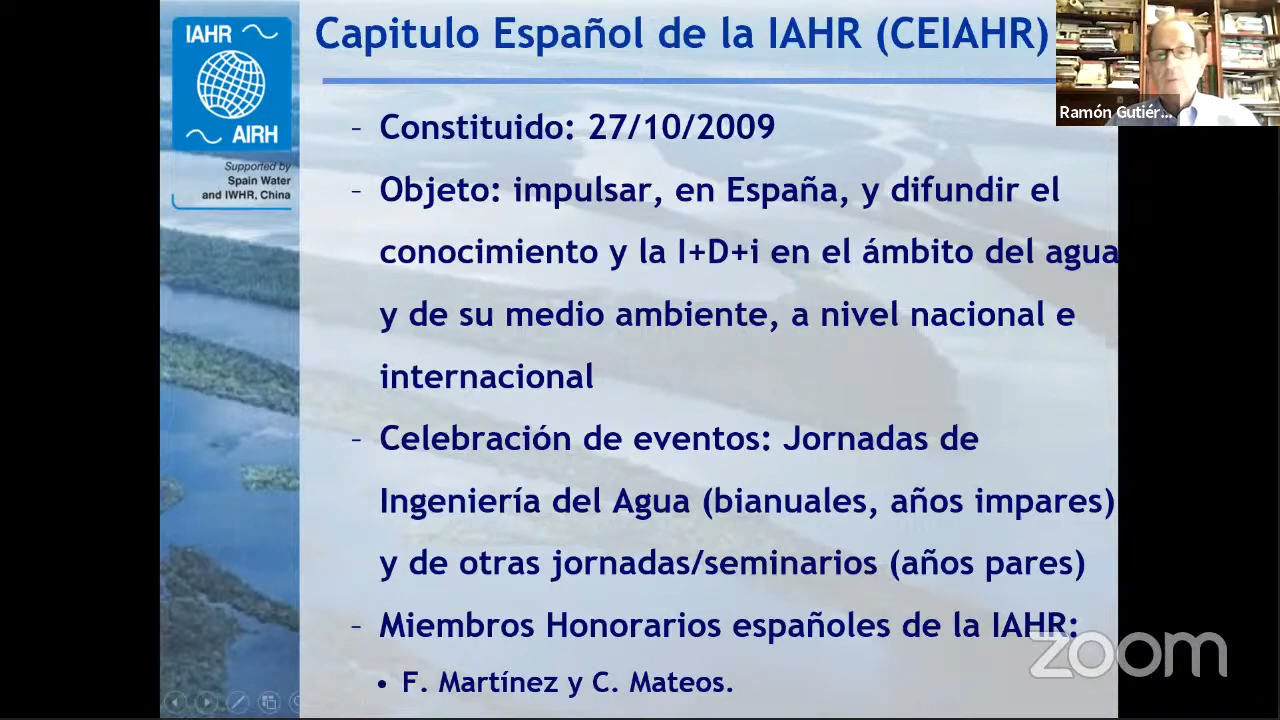 IAHR
AIRH
Supported by
Spain Water
and IWHR, China
Capitulo Español de la IAHR (CEIAHR)
Ramón Gutiér...
– Constituido: 27/10/2009
– Objeto: impulsar, en España, y difundir el
conocimiento y la I+D+i en el ámbito del agua
y de su medio ambiente, a nivel nacional e
internacional
– Celebración de eventos: Jornadas de
Ingeniería del Agua (bianuales, años impares)
y de otras jornadas/seminarios (años pares)
– Miembros Honorarios españoles de la IAHR:
• F. Martínez y C. Mateos.
zoom